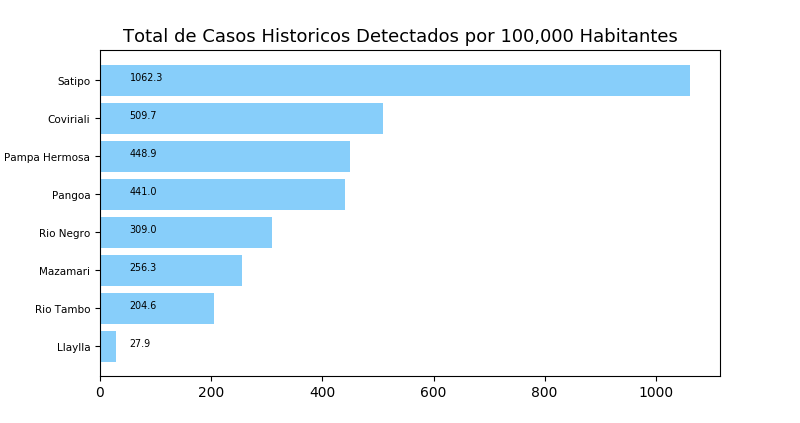 Total de Casos Historicos Detectados por 100,000 Habitantes
Satipo 1062.3
Coviriali 509.7
Pampa Hermosa 448.9
Pangoa 441.0
Rio Negro 309.0
Mazamari 256.3
Rio Tambo 204.6
Llaylla 27.9
0 200 400 600 800 1000